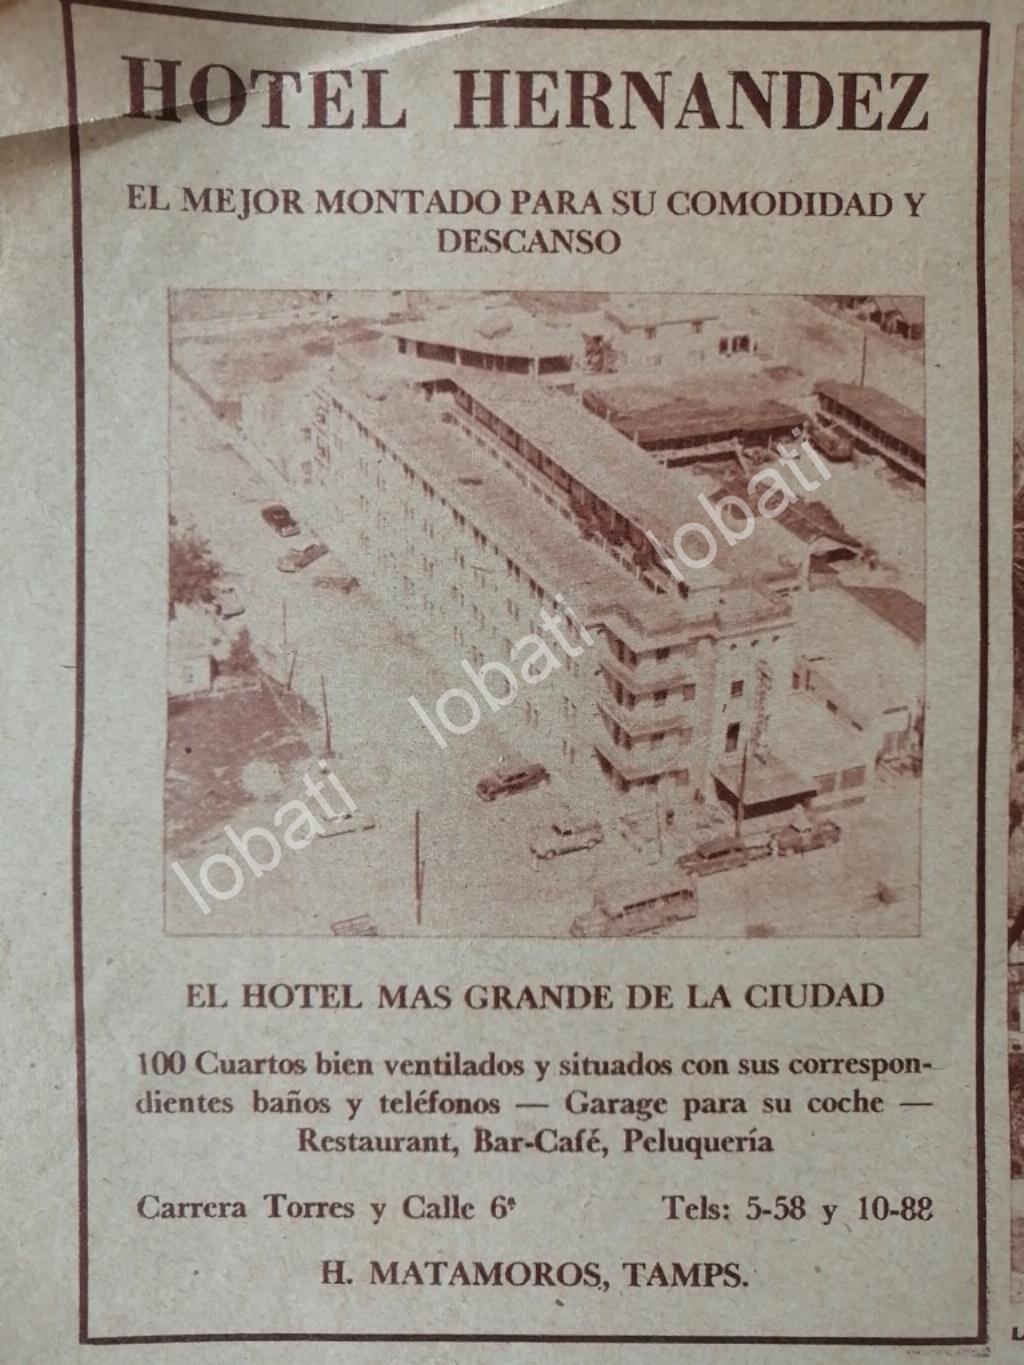 HOTEL HERNANDEZ
EL MEJOR MONTADO PARA SU COMODIDAD Y
DESCANSO
lobati
lobati
lobati
EL HOTEL MAS GRANDE DE LA CIUDAD
100 Cuartos bien ventilados y situados con sus correspon-
dientes baños y teléfonos — Garage para su coche —
Restaurant, Bar-Café, Peluquería
Carrera Torres y Calle 6ª Tels: 5-58 y 10-88
H. MATAMOROS, TAMPS.